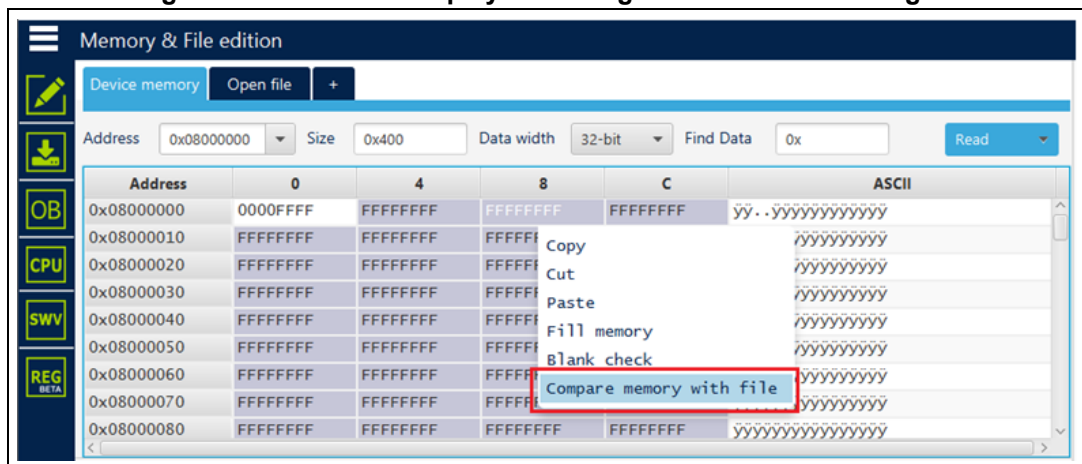 Memory & File edition
Device memory Open file +
Address 0x08000000 Size 0x400 Data width 32-bit Find Data 0x Read
Address 0 4 8 C ASCII
0x08000000 0000FFFF FFFFFFFF FFFFFFFF FFFFFFFF ÿÿ..ÿÿÿÿÿÿÿÿÿÿÿÿ
0x08000010 FFFFFFFF FFFFFFFF
0x08000020 FFFFFFFF FFFFFFFF
0x08000030 FFFFFFFF FFFFFFFF
0x08000040 FFFFFFFF FFFFFFFF
0x08000050 FFFFFFFF FFFFFFFF
0x08000060 FFFFFFFF FFFFFFFF
0x08000070 FFFFFFFF FFFFFFFF
0x08000080 FFFFFFFF FFFFFFFF FFFFFFFF FFFFFFFF ÿÿÿÿÿÿÿÿÿÿÿÿÿÿÿÿ
Copy
Cut
Paste
Fill memory
Blank check
Compare memory with file
OB
CPU
SWV
REG
BETA